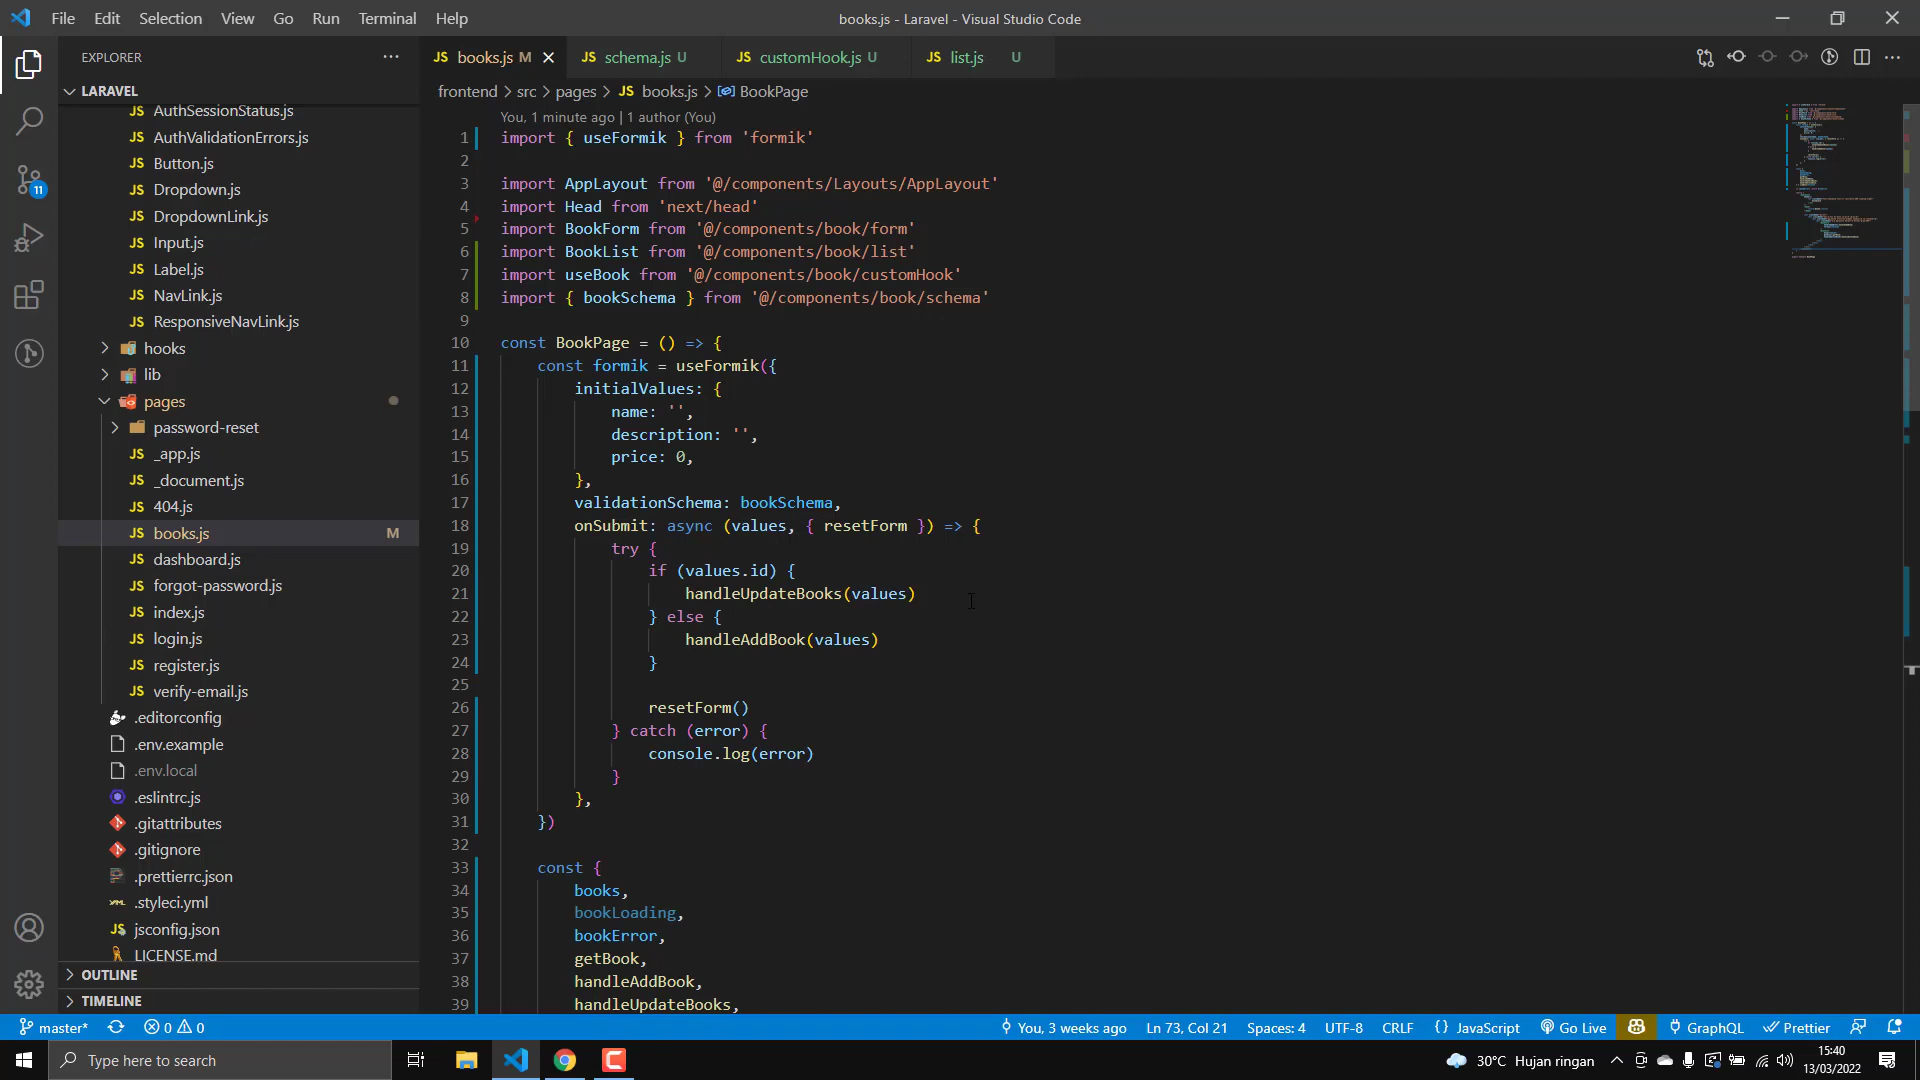 File Edit Selection View Go Run Terminal Help
books.js - Laravel - Visual Studio Code
EXPLORER
LARAVEL
AuthSessionStatus.js
AuthValidationErrors.js
Button.js
Dropdown.js
DropdownLink.js
Input.js
Label.js
NavLink.js
ResponsiveNavLink.js
hooks
lib
pages
password-reset
_app.js
_document.js
404.js
books.js M
dashboard.js
forgot-password.js
index.js
login.js
register.js
verify-email.js
.editorconfig
.env.example
.env.local
.eslintrc.js
.gitattributes
.gitignore
.prettierrc.json
.styleci.yml
jsconfig.json
LICENSE.md
OUTLINE
TIMELINE
11
JS books.js M JS schema.js U JS customHook.js U JS list.js U
frontend > src > pages > JS books.js > BookPage
You, 1 minute ago | 1 author (You)
1 import { useFormik } from 'formik'
2
3 import AppLayout from '@/components/Layouts/AppLayout'
4 import Head from 'next/head'
5 import BookForm from '@/components/book/form'
6 import BookList from '@/components/book/list'
7 import useBook from '@/components/book/customHook'
8 import { bookSchema } from '@/components/book/schema'
9
10 const BookPage = () => {
11 const formik = useFormik({
12 initialValues: {
13 name: '',
14 description: '',
15 price: 0,
16 },
17 validationSchema: bookSchema,
18 onSubmit: async (values, { resetForm }) => {
19 try {
20 if (values.id) {
21 handleUpdateBooks(values)
22 } else {
23 handleAddBook(values)
24 }
25
26 resetForm()
27 } catch (error) {
28 console.log(error)
29 }
30 },
31 })
32
33 const {
34 books,
35 bookLoading,
36 bookError,
37 getBook,
38 handleAddBook,
39 handleUpdateBooks,
master* 0 0 You, 3 weeks ago Ln 73, Col 21 Spaces: 4 UTF-8 CRLF {} JavaScript Go Live GraphQL Prettier
Type here to search
30°C Hujan ringan
15:40
13/03/2022